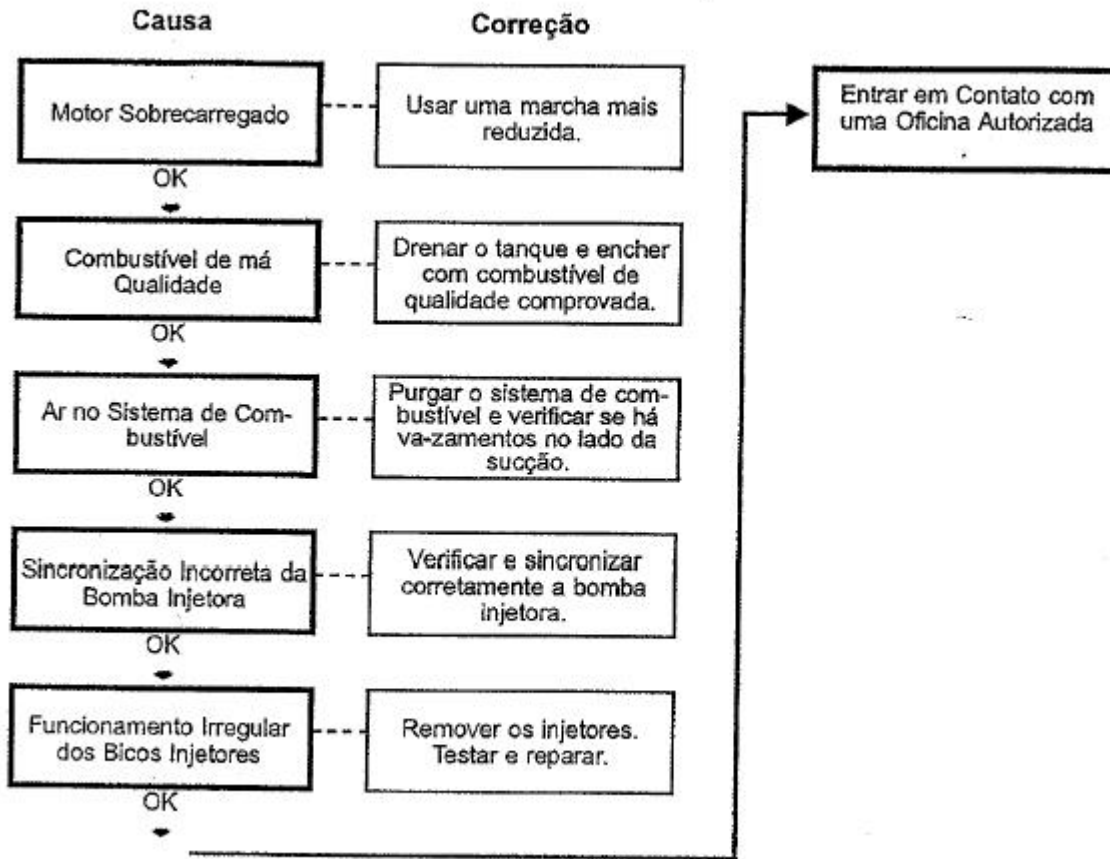 Causa
Correção
Motor Sobrecarregado
Usar uma marcha mais
reduzida.
Entrar em Contato com
uma Oficina Autorizada
OK
Combustível de má
Qualidade
Drenar o tanque e encher
com combustível de
qualidade comprovada.
OK
Ar no Sistema de Com-
bustível
Purgar o sistema de com-
bustível e verificar se há
va-zamentos no lado da
sucção.
OK
Sincronização Incorreta da
Bomba Injetora
Verificar e sincronizar
corretamente a bomba
injetora.
OK
Funcionamento Irregular
dos Bicos Injetores
Remover os injetores.
Testar e reparar.
OK